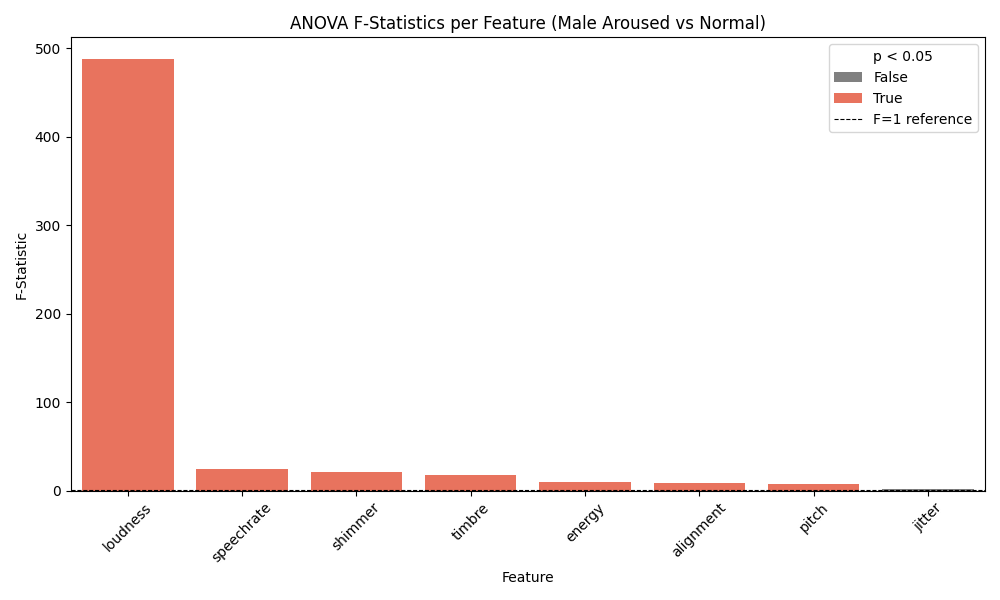 ANOVA F-Statistics per Feature (Male Aroused vs Normal)
p < 0.05
False
True
F=1 reference
F-Statistic
500
400
300
200
100
0
loudness
speechrate
shimmer
timbre
energy
alignment
pitch
jitter
Feature